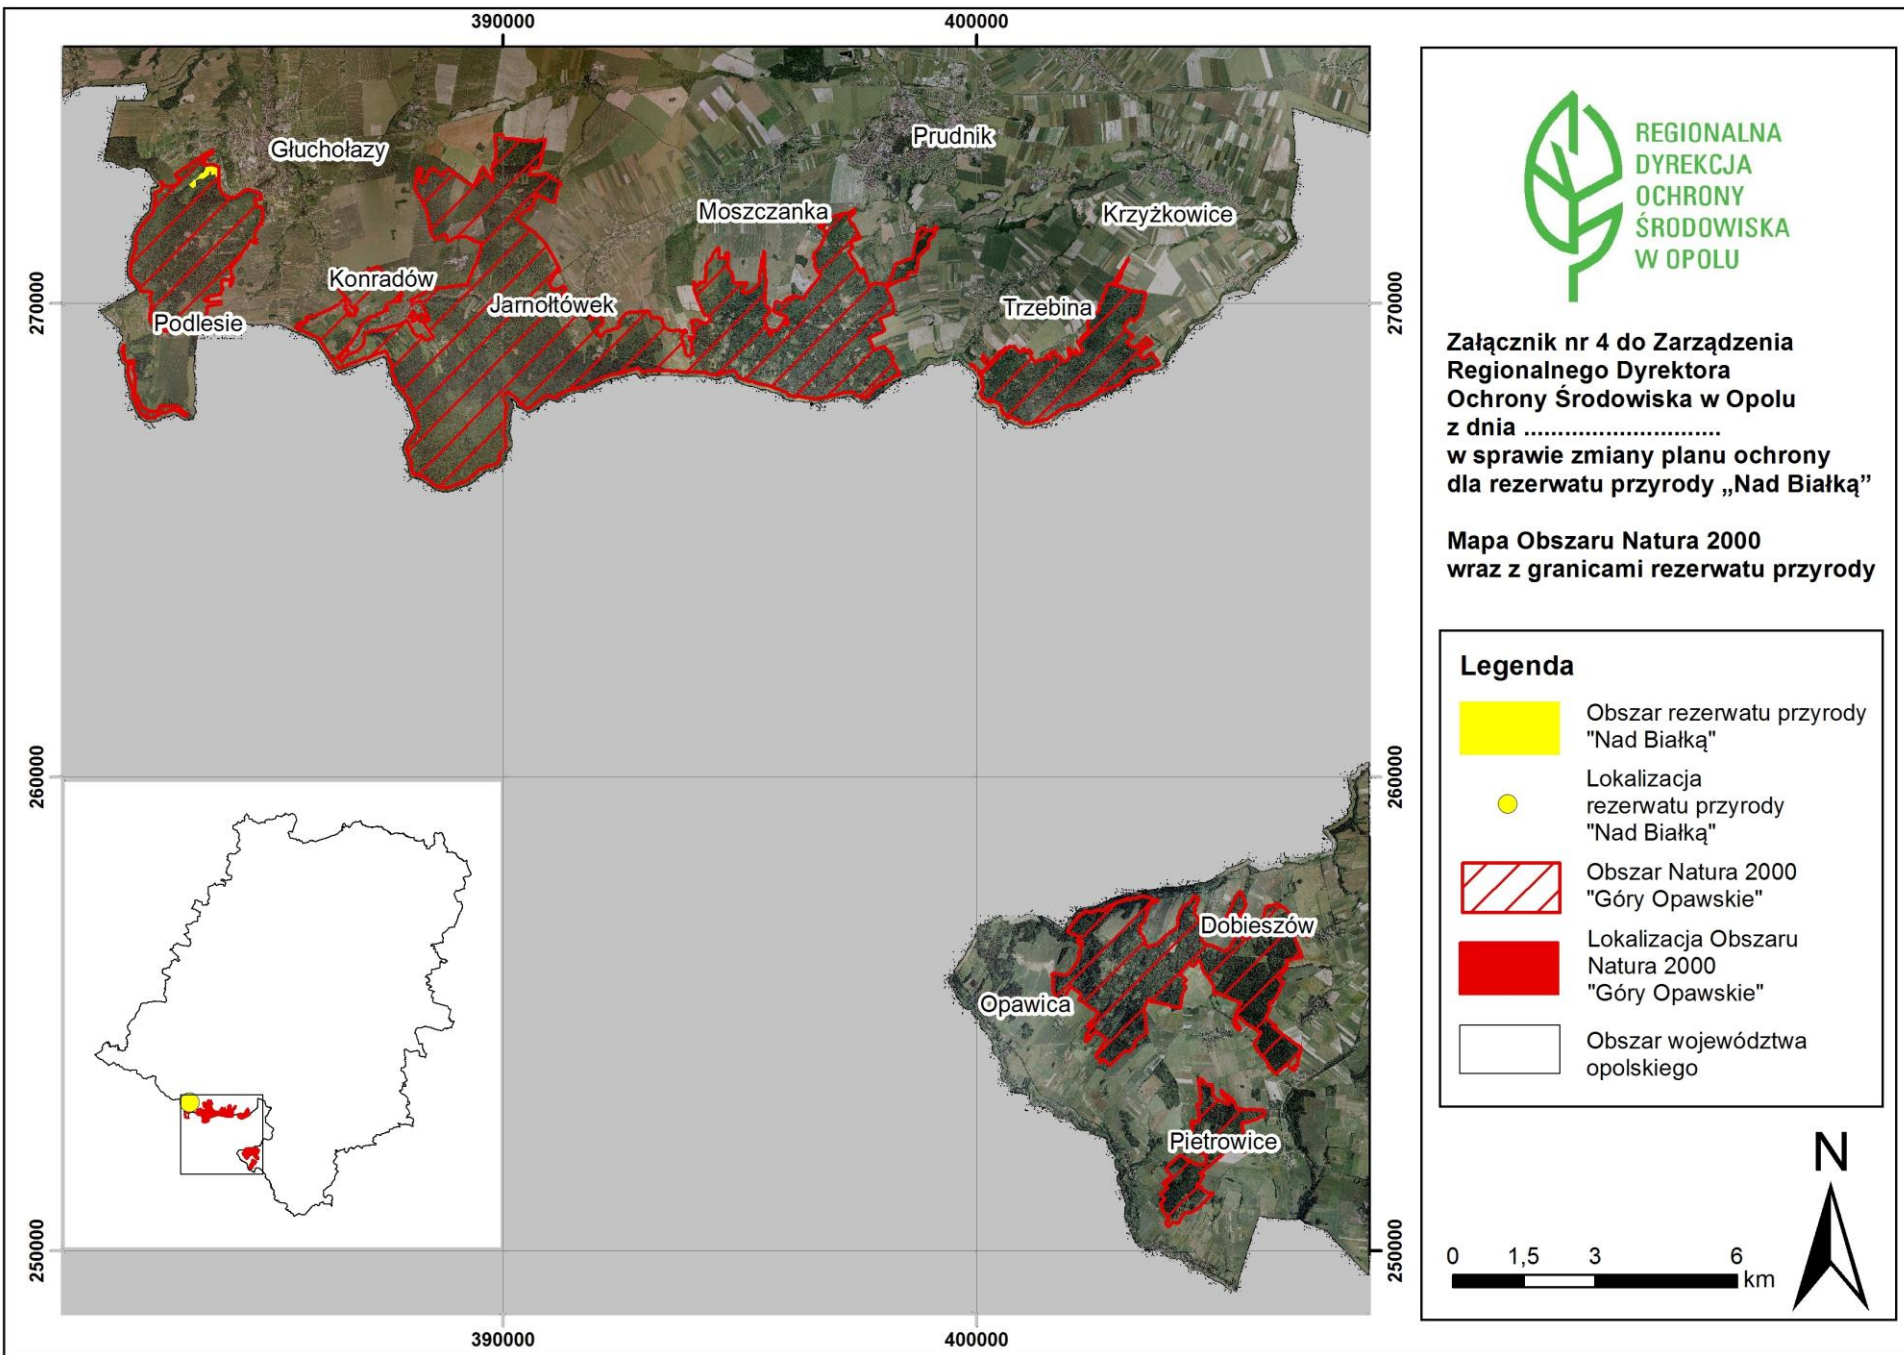 390000
400000
Głuchołazy
Prudnik
Moszczanka
Krzyżkowice
Konradów
Jarnołtówek
Trzebina
Podlesie
270000
270000
260000
260000
Dobieszów
Opawica
Pietrowice
250000
250000
390000
400000
REGIONALNA
DYREKCJA
OCHRONY
ŚRODOWISKA
W OPOLU
Załącznik nr 4 do Zarządzenia
Regionalnego Dyrektora
Ochrony Środowiska w Opolu
z dnia .............................
w sprawie zmiany planu ochrony
dla rezerwatu przyrody „Nad Białką”
Mapa Obszaru Natura 2000
wraz z granicami rezerwatu przyrody
Legenda
Obszar rezerwatu przyrody
"Nad Białką"
Lokalizacja
rezerwatu przyrody
"Nad Białką"
Obszar Natura 2000
"Góry Opawskie"
Lokalizacja Obszaru
Natura 2000
"Góry Opawskie"
Obszar województwa
opolskiego
N
0 1,5 3 6
km